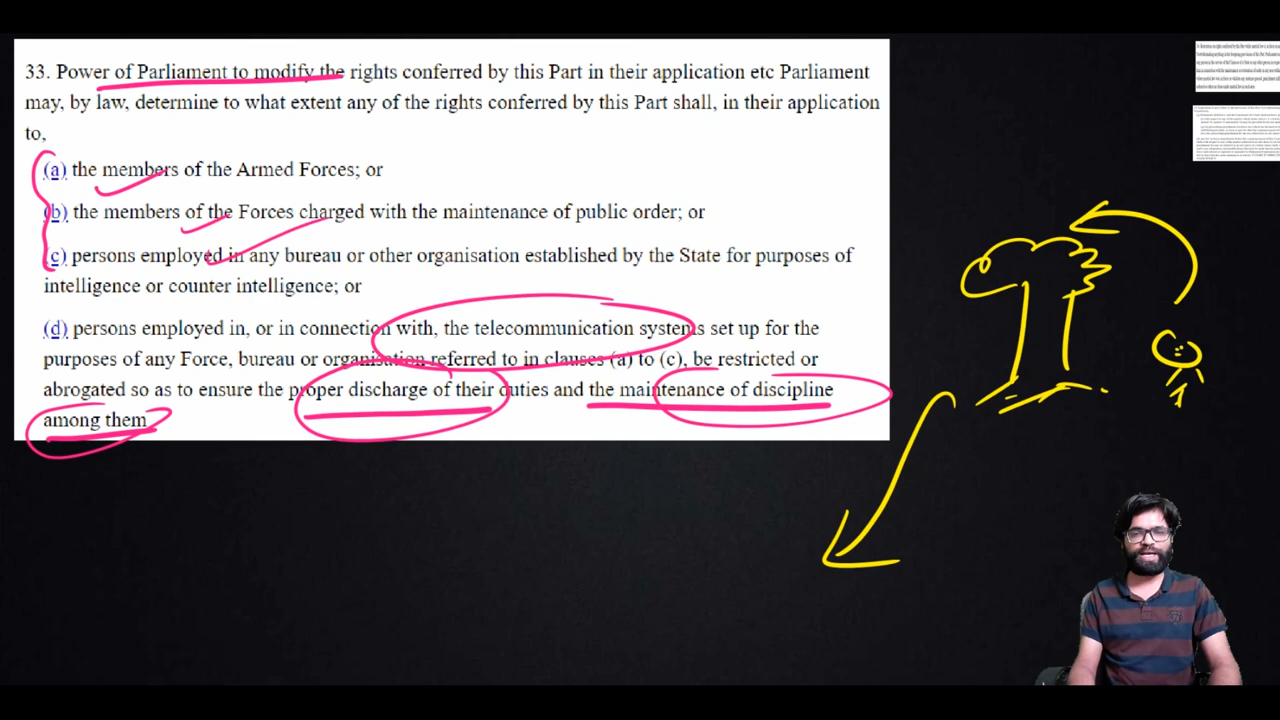 33. Power of Parliament to modify the rights conferred by this Part in their application etc Parliament
may, by law, determine to what extent any of the rights conferred by this Part shall, in their application
to,
(a) the members of the Armed Forces; or
(b) the members of the Forces charged with the maintenance of public order; or
(c) persons employed in any bureau or other organisation established by the State for purposes of
intelligence or counter intelligence; or
(d) persons employed in, or in connection with, the telecommunication systems set up for the
purposes of any Force, bureau or organisation referred to in clauses (a) to (c), be restricted or
abrogated so as to ensure the proper discharge of their duties and the maintenance of discipline
among them